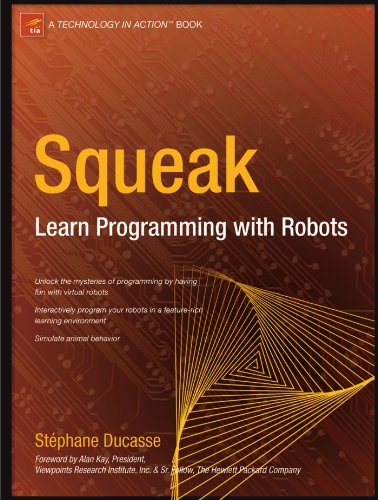 tia
A TECHNOLOGY IN ACTION™ BOOK
Squeak
Learn Programming with Robots
Unlock the mysteries of programming by having
fun with virtual robots
Interactively program your robots in a feature-rich
learning environment
Simulate animal behavior
Stéphane Ducasse
Foreword by Alan Kay, President,
Viewpoints Research Institute, Inc. & Sr. Fellow, The Hewlett Packard Company